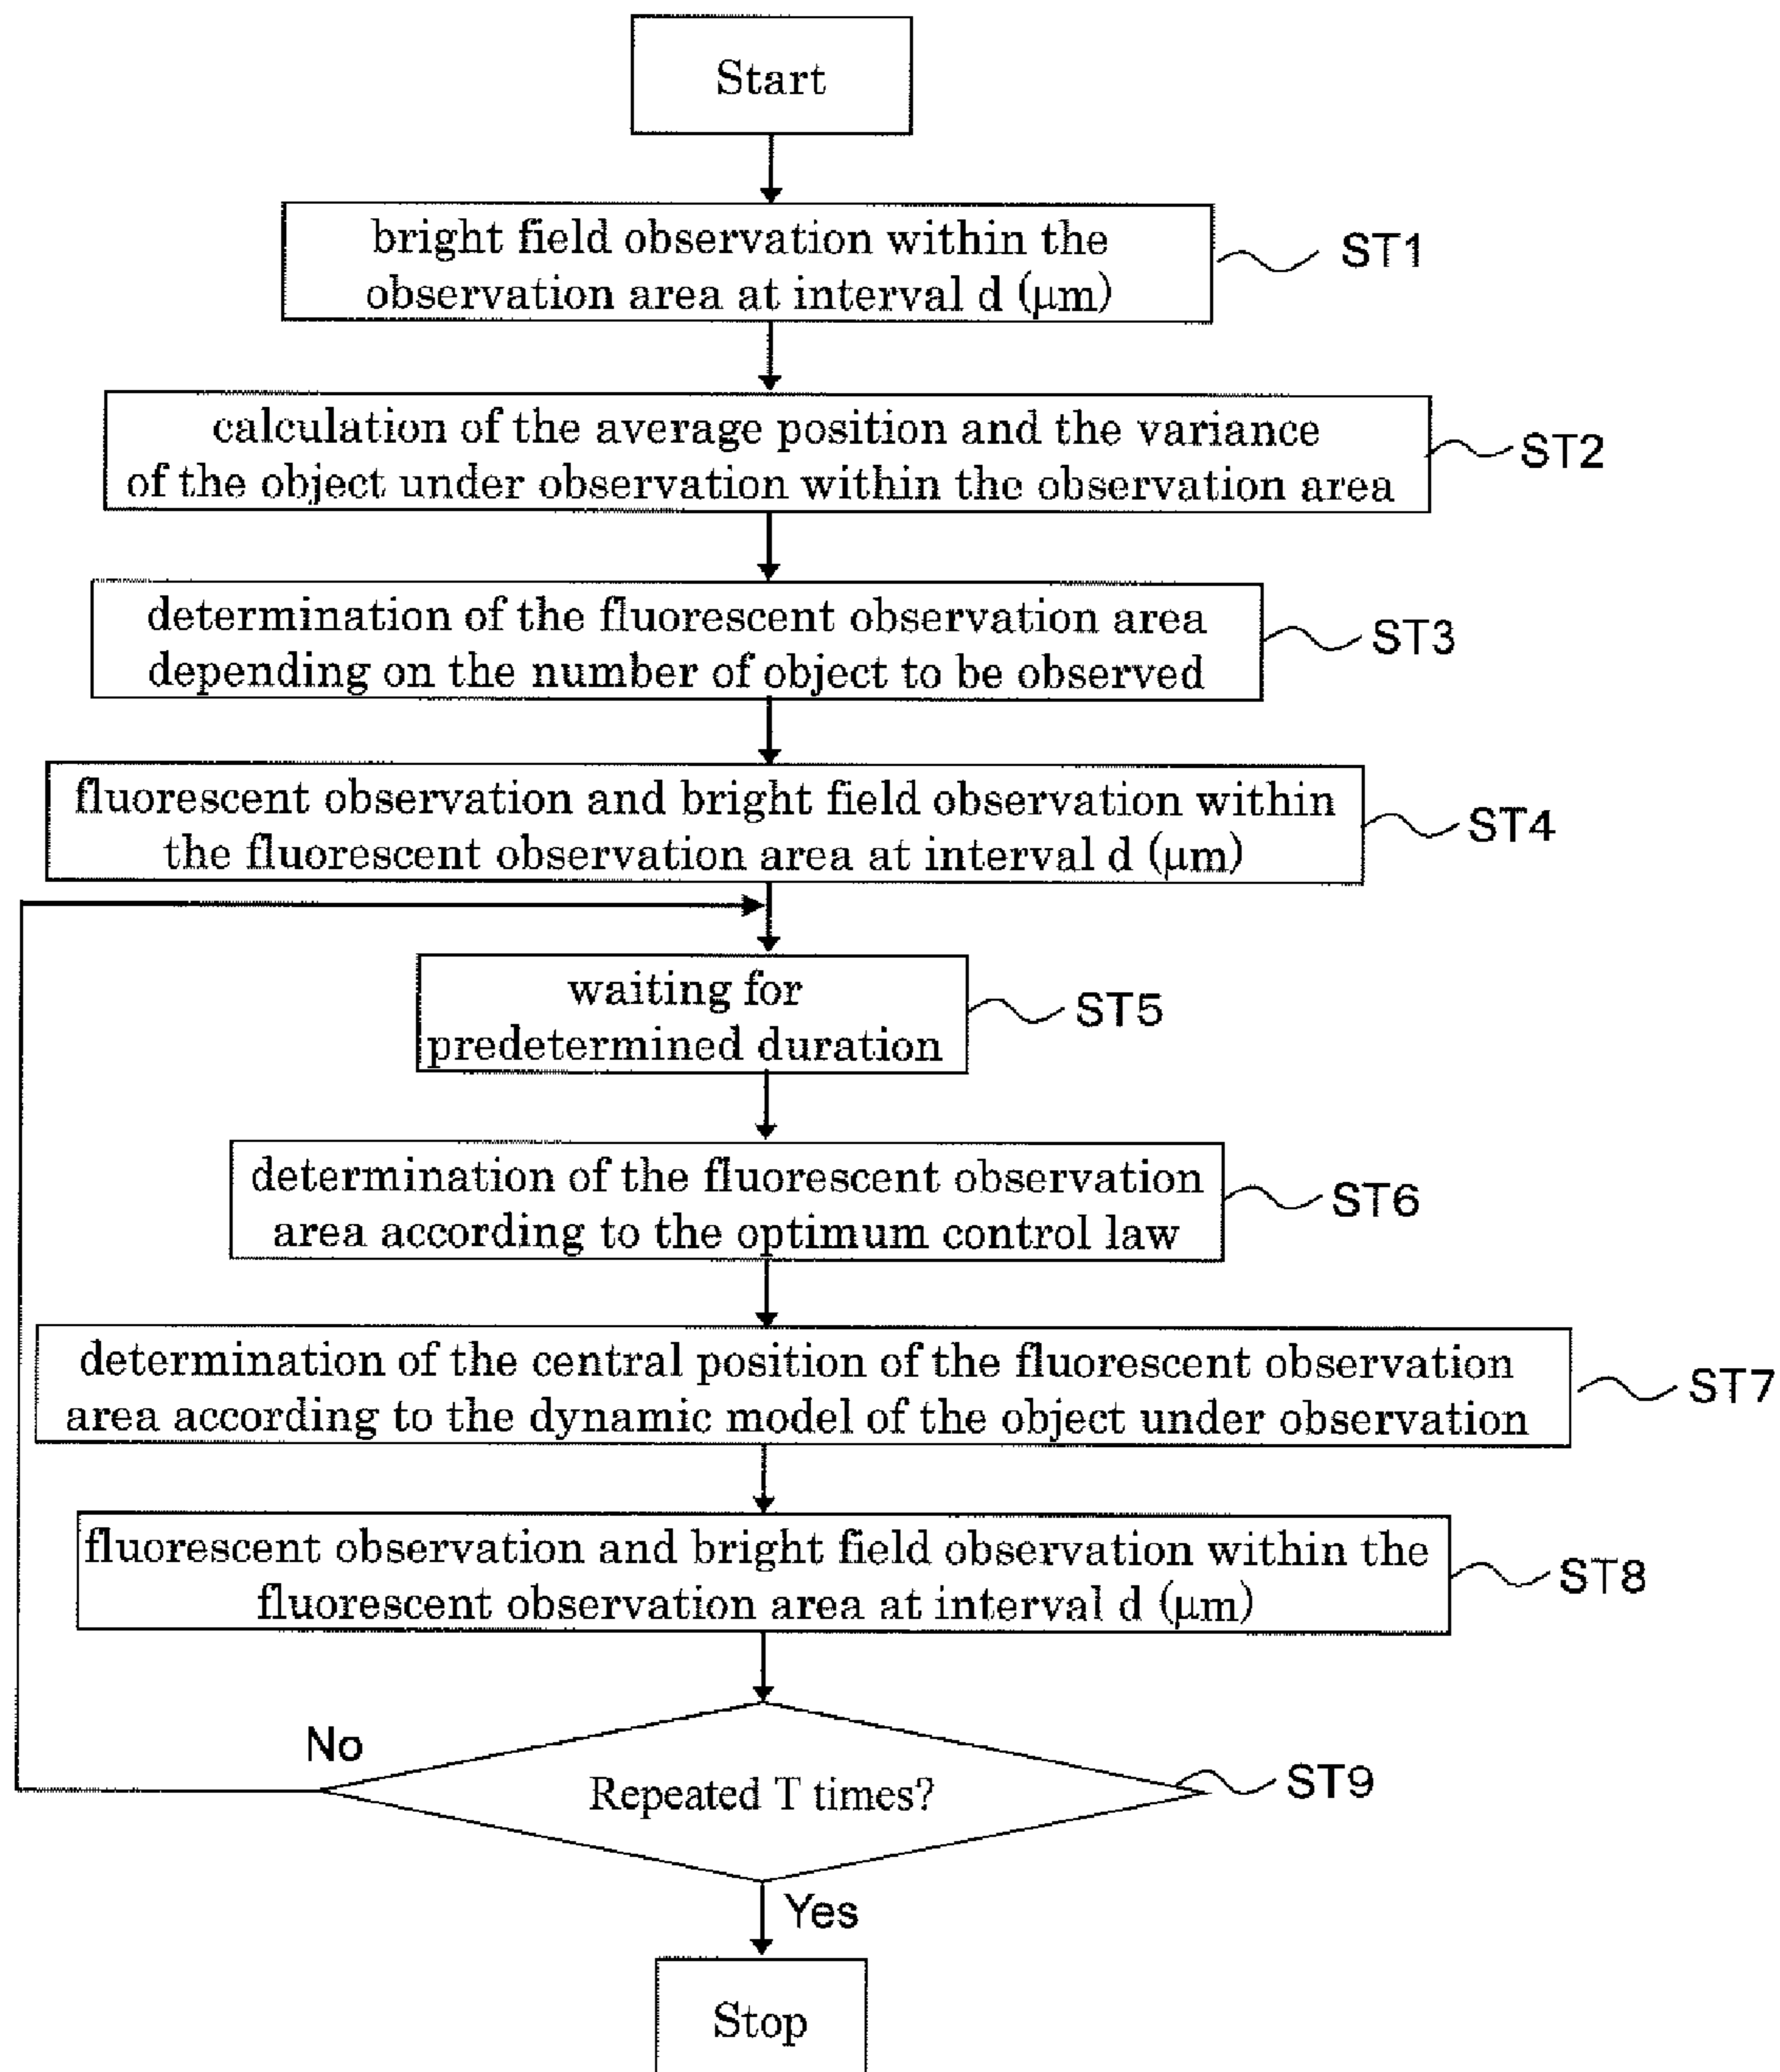 Start
bright field observation within the
observation area at interval d (μm)
ST1
calculation of the average position and the variance
of the object under observation within the observation area
ST2
determination of the fluorescent observation area
depending on the number of object to be observed
ST3
fluorescent observation and bright field observation within
the fluorescent observation area at interval d (μm)
ST4
waiting for
predetermined duration
ST5
determination of the fluorescent observation
area according to the optimum control law
ST6
determination of the central position of the fluorescent observation
area according to the dynamic model of the object under observation
ST7
fluorescent observation and bright field observation within the
fluorescent observation area at interval d (μm)
ST8
No
Repeated T times?
ST9
Yes
Stop